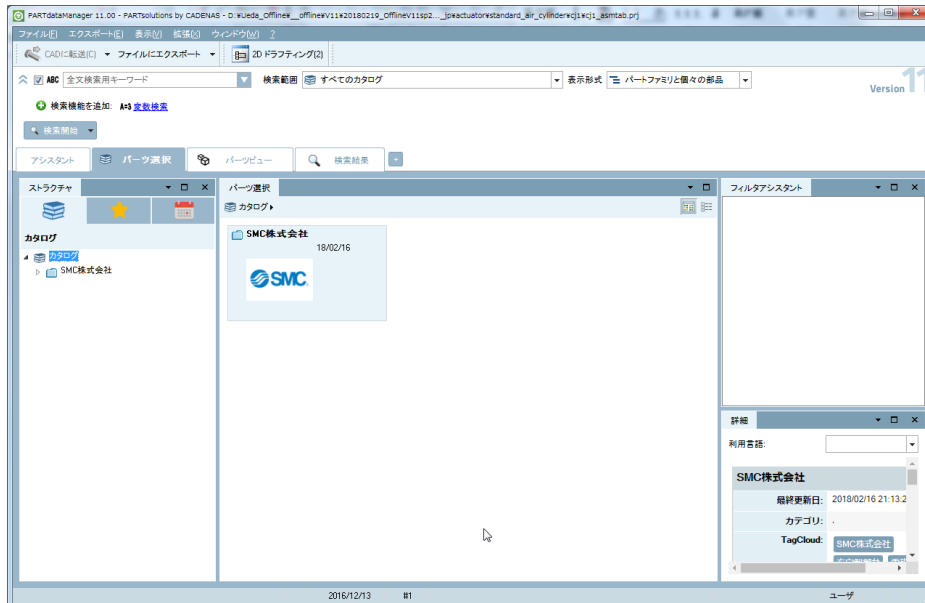 PARTdataManager 11.00 - PARTsolutions by CADENAS - D:¥Ueda_Offine¥__offine¥V11¥20180219_OffineV11sp2..._jp¥actuator¥standard_air_cylinder¥cj1¥cj1_asmtab.prj
ファイル(F) エクスポート(E) 表示(V) 拡張(X) ウィンドウ(W) ?
CADに転送(C) ファイルにエクスポート 2D ドラフティング(2)
ABC 全文検索用キーワード 検索範囲 すべてのカタログ 表示形式 パートファミリと個々の部品
Version 11
検索機能を追加: A=3 変数検索
検索開始
アシスタント パーツ選択 パーツビュー 検索結果 +
ストラクチャ パーツ選択 フィルタアシスタント
カタログ
カタログ
カタログ
SMC株式会社
SMC株式会社
18/02/16
SMC
詳細
利用言語:
SMC株式会社
最終更新日: 2018/02/16 21:13:2
カテゴリ: .
TagCloud: SMC株式会社
2016/12/13 #1 ユーザ